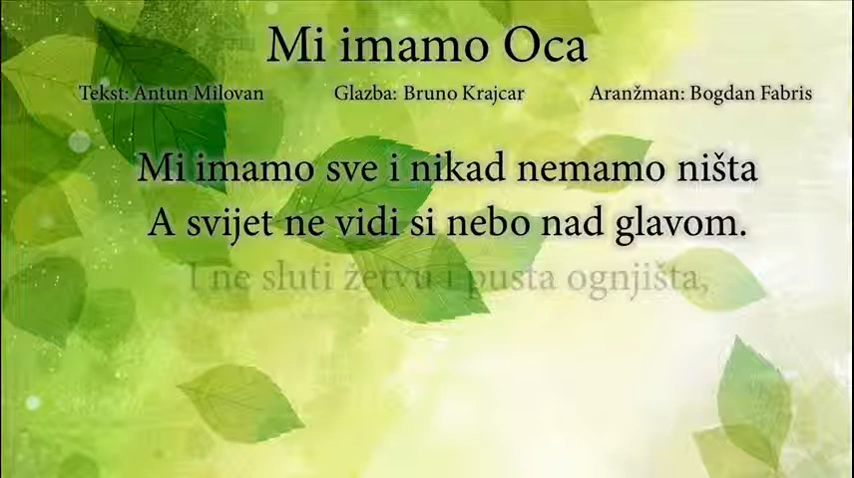 Mi imamo Oca
Tekst: Antun Milovan Glazba: Bruno Krajcar Aranžman: Bogdan Fabris
Mi imamo sve i nikad nemamo ništa
A svijet ne vidi si nebo nad glavom.
I ne sluti žetvu i pusta ognjišta,